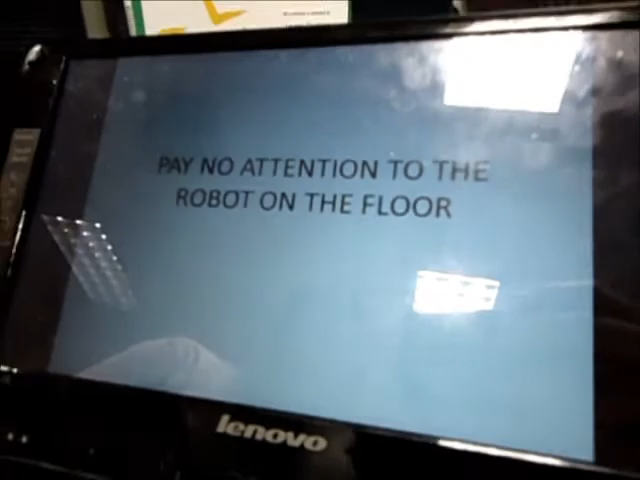 PAY NO ATTENTION TO THE
ROBOT ON THE FLOOR
lenovo